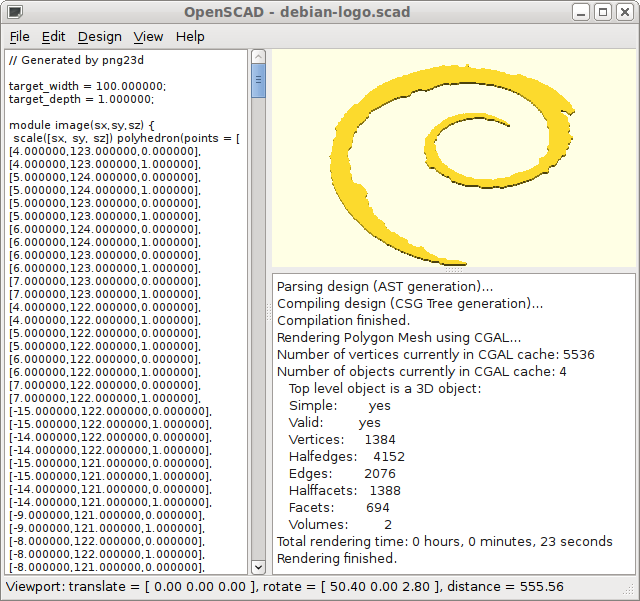 OpenSCAD - debian-logo.scad
File Edit Design View Help
// Generated by png23d
target_width = 100.000000;
target_depth = 1.000000;
module image(sx,sy,sz) {
scale([sx, sy, sz]) polyhedron(points = [
[4.000000,123.000000,0.000000],
[4.000000,123.000000,1.000000],
[5.000000,124.000000,0.000000],
[5.000000,124.000000,1.000000],
[5.000000,123.000000,0.000000],
[5.000000,123.000000,1.000000],
[6.000000,124.000000,0.000000],
[6.000000,124.000000,1.000000],
[6.000000,123.000000,0.000000],
[6.000000,123.000000,1.000000],
[7.000000,123.000000,0.000000],
[7.000000,123.000000,1.000000],
[4.000000,122.000000,0.000000],
[4.000000,122.000000,1.000000],
[5.000000,122.000000,0.000000],
[5.000000,122.000000,1.000000],
[6.000000,122.000000,0.000000],
[6.000000,122.000000,1.000000],
[7.000000,122.000000,0.000000],
[7.000000,122.000000,1.000000],
[-15.000000,122.000000,0.000000],
[-15.000000,122.000000,1.000000],
[-14.000000,122.000000,0.000000],
[-14.000000,122.000000,1.000000],
[-15.000000,121.000000,0.000000],
[-15.000000,121.000000,1.000000],
[-14.000000,121.000000,0.000000],
[-14.000000,121.000000,1.000000],
[-9.000000,121.000000,0.000000],
[-9.000000,121.000000,1.000000],
[-8.000000,122.000000,0.000000],
[-8.000000,122.000000,1.000000],
[-8.000000,121.000000,0.000000],
Parsing design (AST generation)...
Compiling design (CSG Tree generation)...
Compilation finished.
Rendering Polygon Mesh using CGAL...
Number of vertices currently in CGAL cache: 5536
Number of objects currently in CGAL cache: 4
Top level object is a 3D object:
Simple: yes
Valid: yes
Vertices: 1384
Halfedges: 4152
Edges: 2076
Halffacets: 1388
Facets: 694
Volumes: 2
Total rendering time: 0 hours, 0 minutes, 23 seconds
Rendering finished.
Viewport: translate = [ 0.00 0.00 0.00 ], rotate = [ 50.40 0.00 2.80 ], distance = 555.56